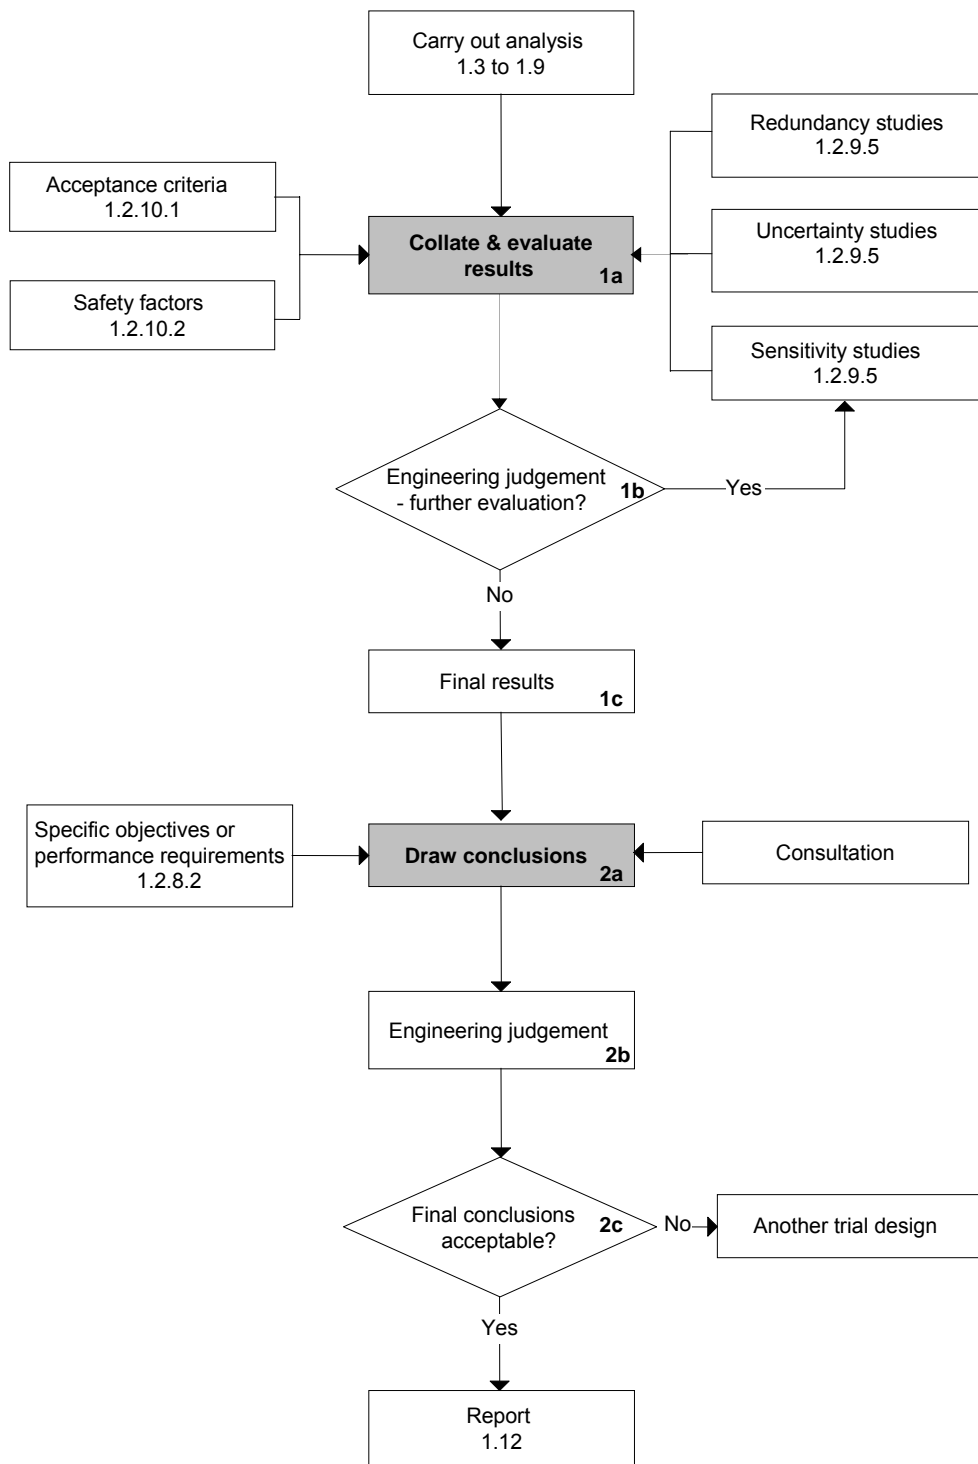 Carry out analysis
1.3 to 1.9
Redundancy studies
1.2.9.5
Acceptance criteria
1.2.10.1
Uncertainty studies
1.2.9.5
Collate & evaluate
results
1a
Safety factors
1.2.10.2
Sensitivity studies
1.2.9.5
Engineering judgement
- further evaluation?
1b
Yes
No
Final results
1c
Specific objectives or
performance requirements
1.2.8.2
Draw conclusions
2a
Consultation
Engineering judgement
2b
Final conclusions
acceptable?
2c
No
Another trial design
Yes
Report
1.12